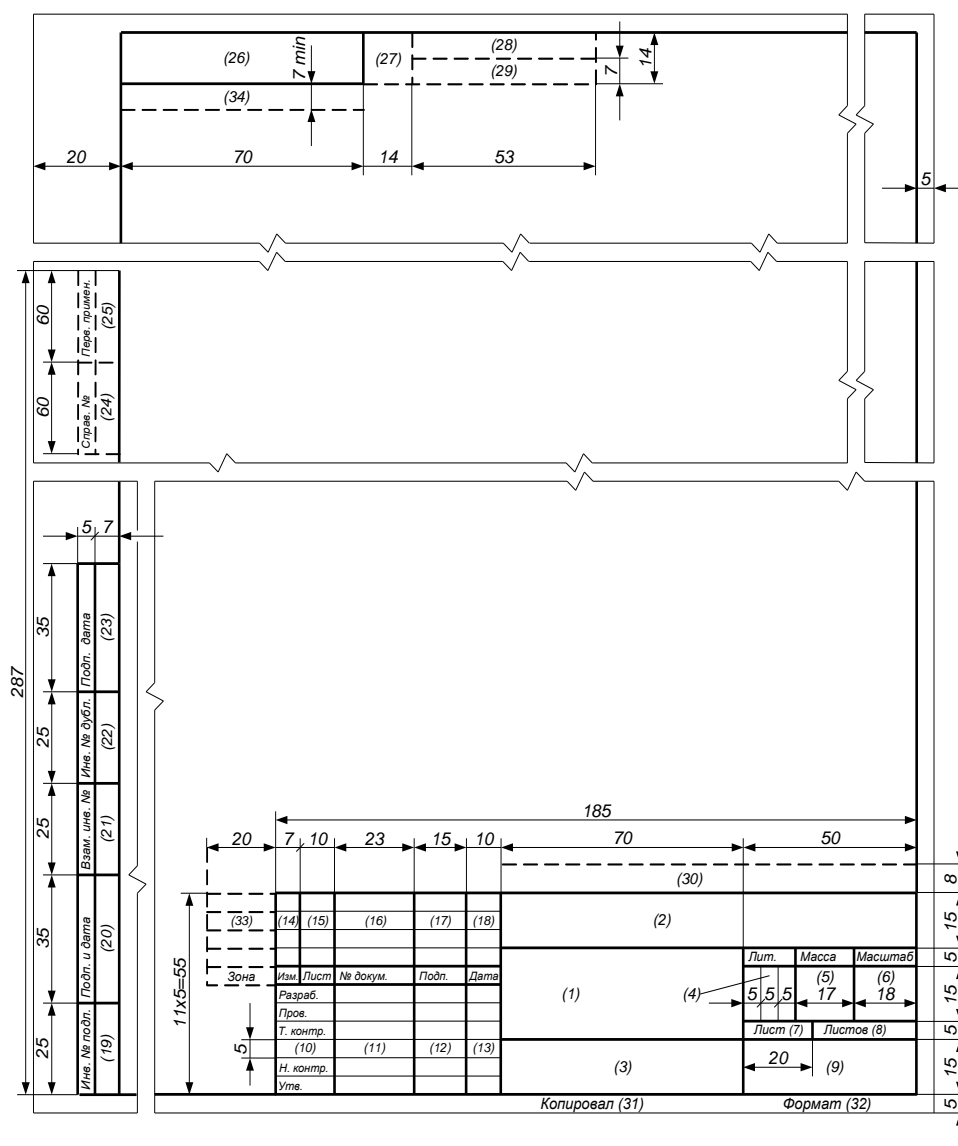 (26) 7 min (27) (28) 14
(34) (29) 7
20 70 14 53 5
60 Перв. примен. (25)
60 Справ. № (24)
5 7
287
35 Подп. дата (23)
25 Инв. № дубл. (22)
25 Взам. инв. № (21)
35 Подп. и дата (20)
25 Инв. № подп. (19)
185
20 7 10 23 15 10 70 50
(30) 8
(33) (14) (15) (16) (17) (18) (2) 15
Лит. Масса Масштаб 5
Зона Изм. Лист № докум. Подп. Дата (5) (6)
11x5=55 Разраб. (1) (4) 5 5 5 17 18 15
Пров.
Т. контр. Лист (7) Листов (8) 5
5 (10) (11) (12) (13)
Н. контр. (3) 20 (9) 15
Утв.
Копировал (31) Формат (32) 5